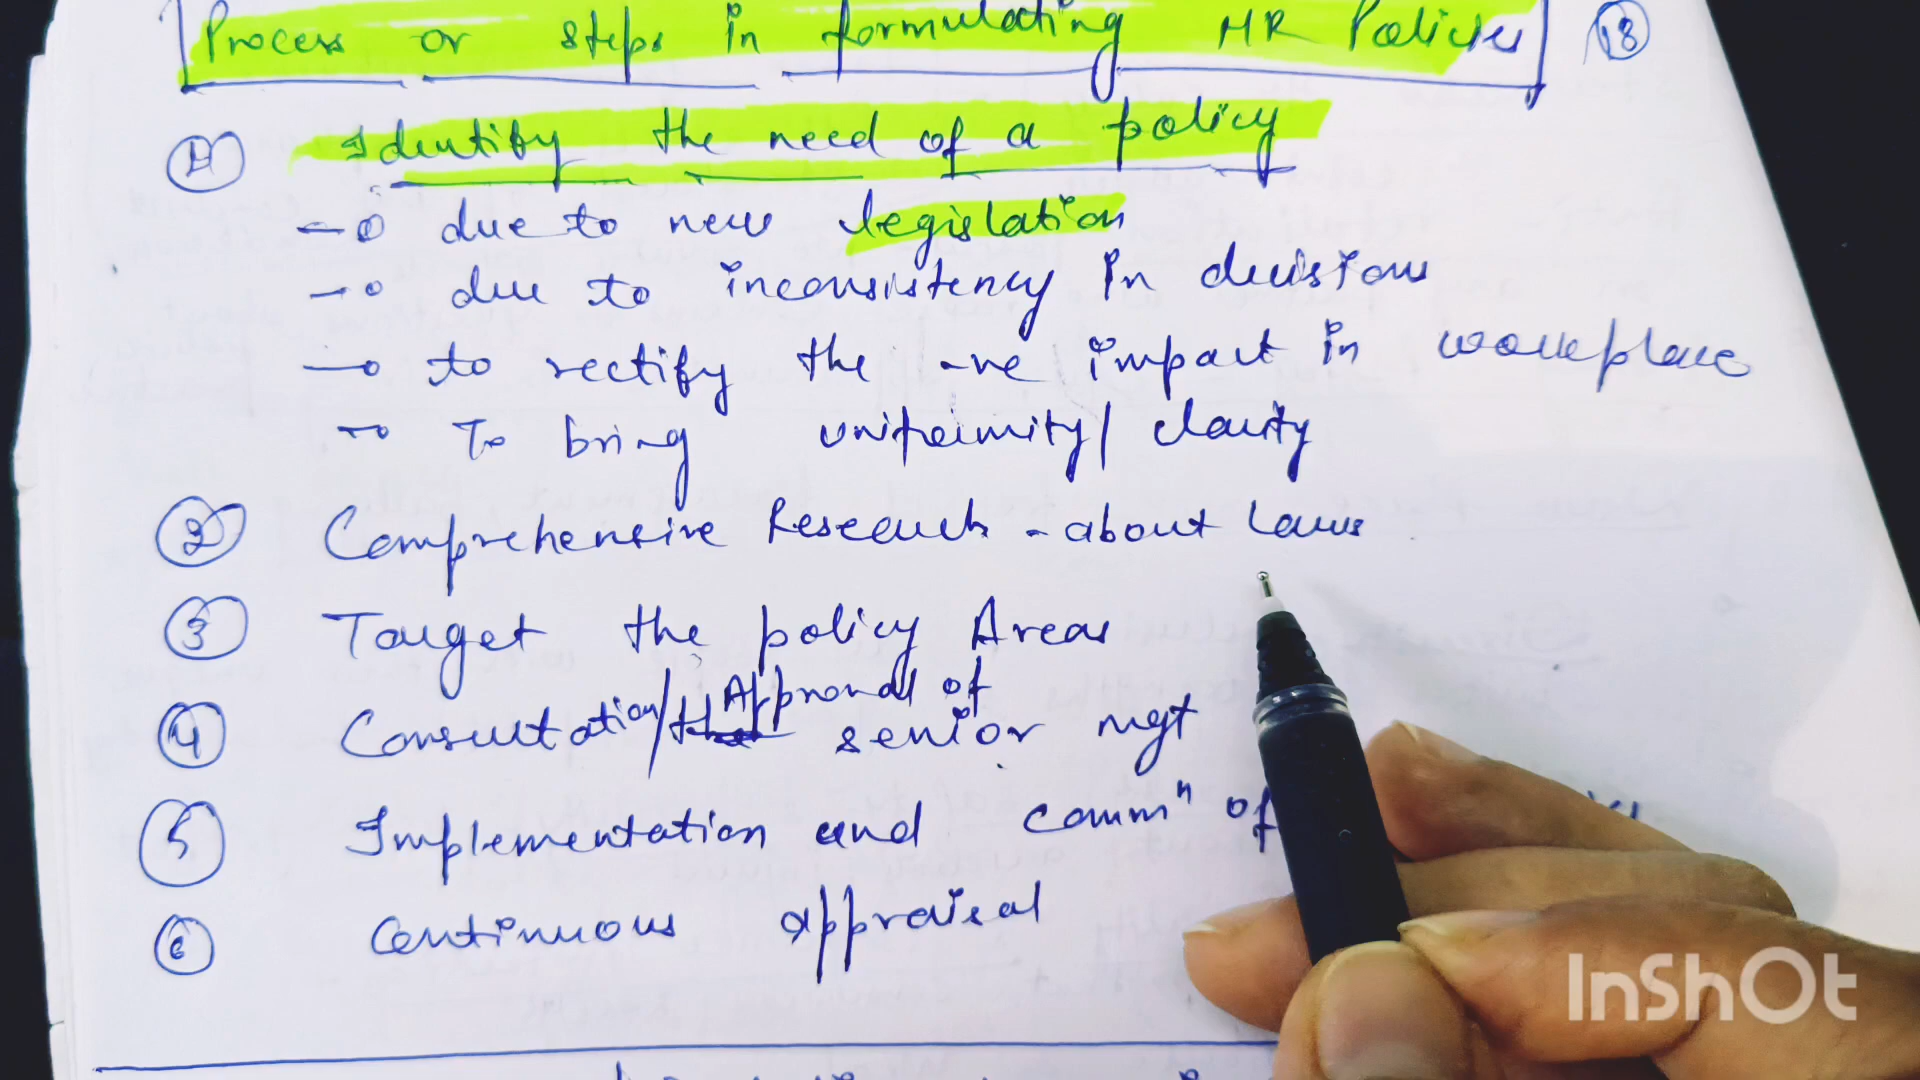 Process or steps in formulating HR Policies 18
1 Identify the need of a policy
→ due to new legislation
→ due to inconsistency in decisions
→ to rectify the -ve impact in workplace
→ To bring uniformity/ clarity
2 Comprehensive Research - about Laws
3 Target the policy Areas
4 Consultation/ Approval of senior mgt
5 Implementation and commⁿ of
6 Continuous appraisal
InShOt